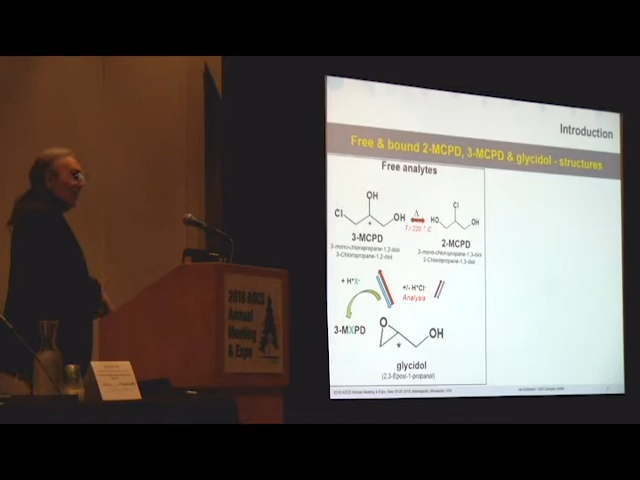 Introduction
Free & bound 2-MCPD, 3-MCPD & glycidol - structures
Free analytes
OH
Cl
OH
*
3-MCPD
3-mono-chloropropane-1,2-diol
3-Chloropropane-1,2-diol
Δ
Cl
HO
OH
2-MCPD
2-mono-chloropropane-1,3-diol
2-Chloropropane-1,3-diol
+ H⁺X⁻
+/- H⁺Cl⁻
Analysis
3-MXPD
O
OH
*
glycidol
(2,3-Epoxi-1-propanol)
2018 AOCS
Annual
Meeting
& Expo